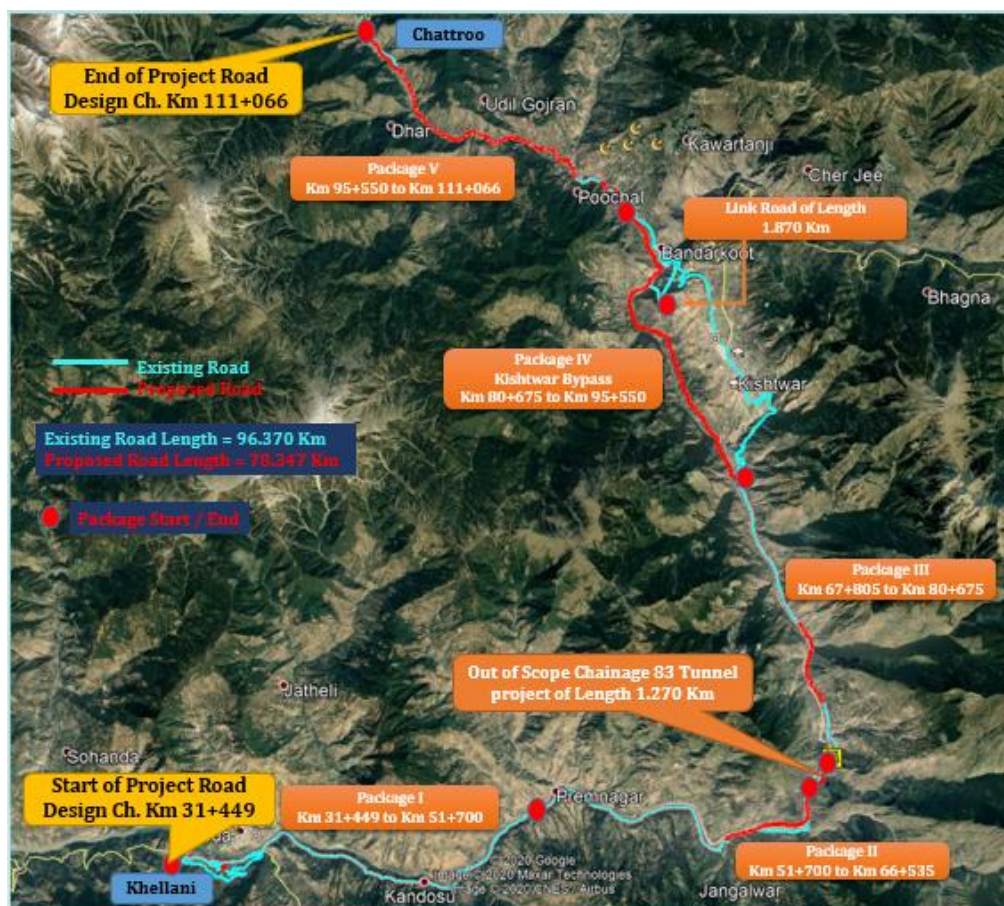 Chattroo
End of Project Road
Design Ch. Km 111+066
Udil Gojran
Dhar
Kawartanji
Package V
Km 95+550 to Km 111+066
Cher Jee
Poochal
Link Road of Length
1.870 Km
Bandarkoot
Bhagna
Existing Road
Proposed Road
Package IV
Kishtwar Bypass
Km 80+675 to Km 95+550
Kishtwar
Existing Road Length = 96.370 Km
Proposed Road Length = 78.347 Km
Package Start / End
Package III
Km 67+805 to Km 80+675
Out of Scope Chainage 83 Tunnel
project of Length 1.270 Km
Jatheli
Sohanda
Start of Project Road
Design Ch. Km 31+449
Package I
Km 31+449 to Km 51+700
Premnagar
Package II
Km 51+700 to Km 66+535
Khellani
Kandosu
Jangalwar
© 2020 Google
Image © 2020 Maxar Technologies
Image © 2020 CNES / Airbus